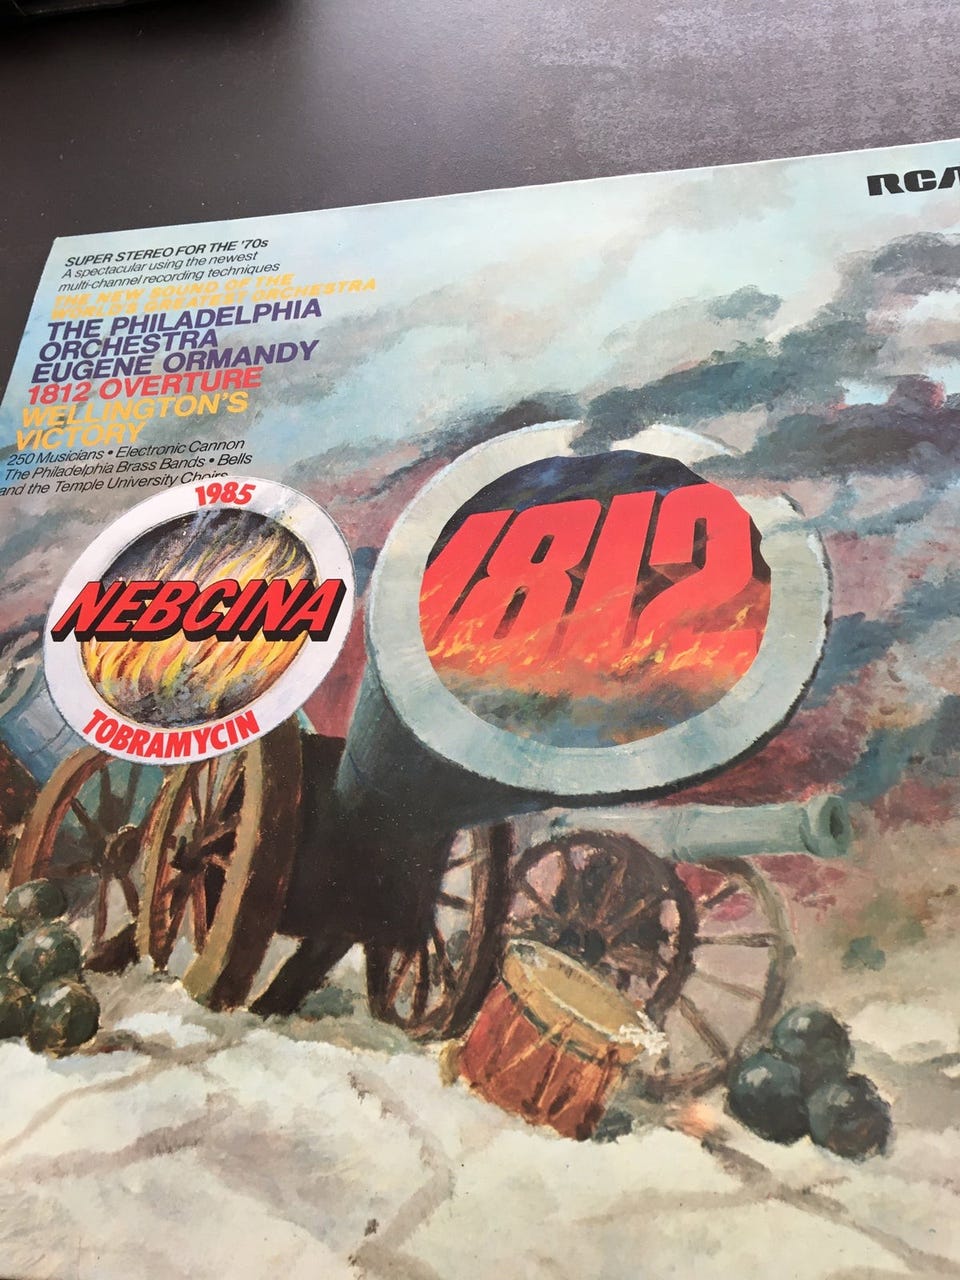 RCA
SUPER STEREO FOR THE '70s
A spectacular using the newest
multi-channel recording techniques
THE NEW SOUND OF THE
WORLD'S GREATEST ORCHESTRA
THE PHILADELPHIA
ORCHESTRA
EUGENE ORMANDY
1812 OVERTURE
WELLINGTON'S
VICTORY
250 Musicians • Electronic Cannon
The Philadelphia Brass Bands • Bells
and the Temple University Choirs
1985
NEBCINA
TOBRAMYCIN
1812